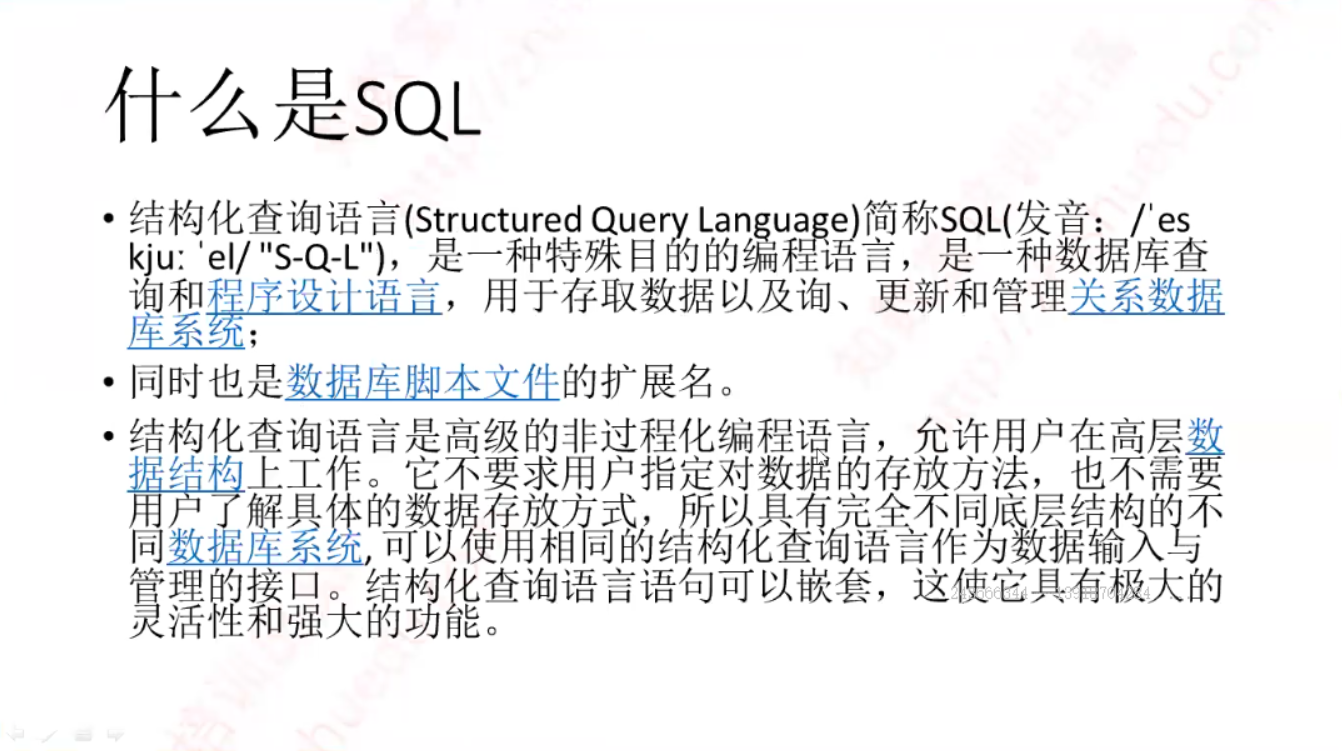 什么是SQL
• 结构化查询语言(Structured Query Language)简称SQL(发音：/ˈes
kjuː ˈel/ "S-Q-L")，是一种特殊目的的编程语言，是一种数据库查
询和程序设计语言，用于存取数据以及询、更新和管理关系数据
库系统；
• 同时也是数据库脚本文件的扩展名。
• 结构化查询语言是高级的非过程化编程语言，允许用户在高层数
据结构上工作。它不要求用户指定对数据的存放方法，也不需要
用户了解具体的数据存放方式，所以具有完全不同底层结构的不
同数据库系统, 可以使用相同的结构化查询语言作为数据输入与
管理的接口。结构化查询语言语句可以嵌套，这使它具有极大的
灵活性和强大的功能。